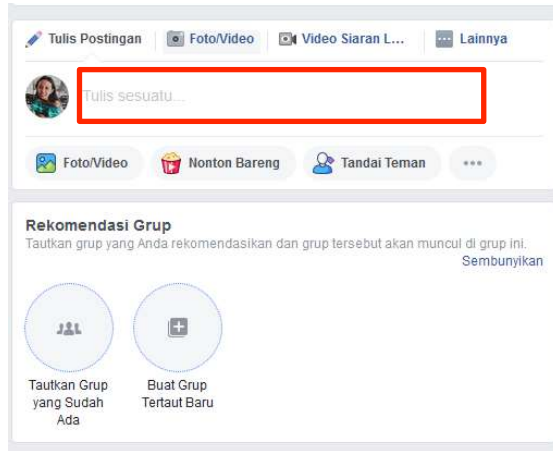 Tulis Postingan Foto/Video Video Siaran L... Lainnya
Tulis sesuatu...
Foto/Video Nonton Bareng Tandai Teman
Rekomendasi Grup
Tautkan grup yang Anda rekomendasikan dan grup tersebut akan muncul di grup ini.
Sembunyikan
Tautkan Grup
yang Sudah
Ada
Buat Grup
Tertaut Baru